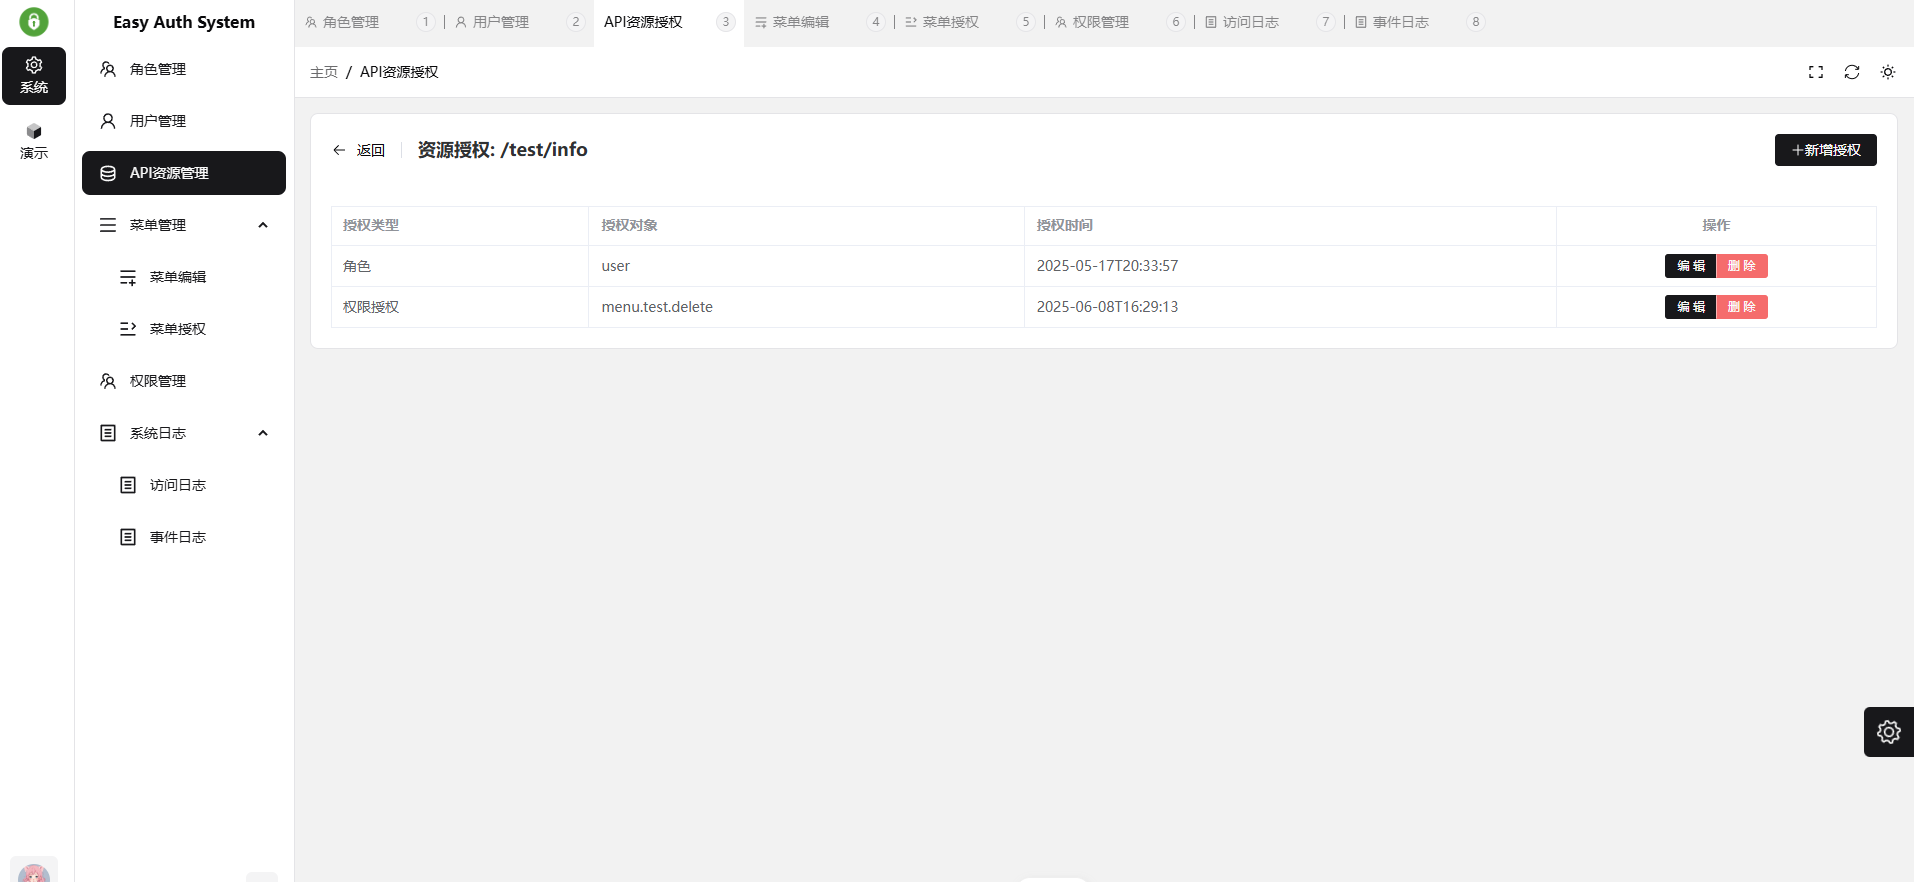 系统
演示
Easy Auth System
角色管理
用户管理
API资源管理
菜单管理
菜单编辑
菜单授权
权限管理
系统日志
访问日志
事件日志
角色管理 1 用户管理 2 API资源授权 3 菜单编辑 4 菜单授权 5 权限管理 6 访问日志 7 事件日志 8
主页 / API资源授权
返回 资源授权: /test/info 新增授权
授权类型 授权对象 授权时间 操作
角色 user 2025-05-17T20:33:57 编辑 删除
权限授权 menu.test.delete 2025-06-08T16:29:13 编辑 删除